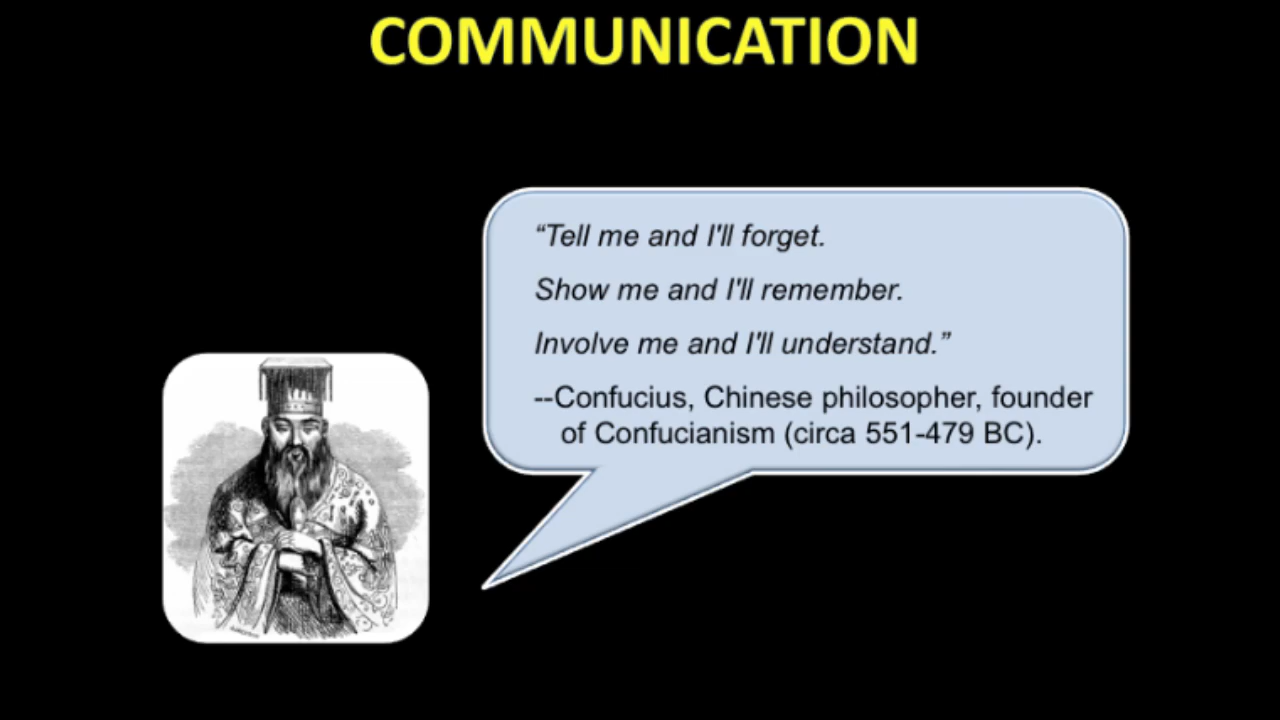 COMMUNICATION
“Tell me and I'll forget.
Show me and I'll remember.
Involve me and I'll understand.”
--Confucius, Chinese philosopher, founder
of Confucianism (circa 551-479 BC).